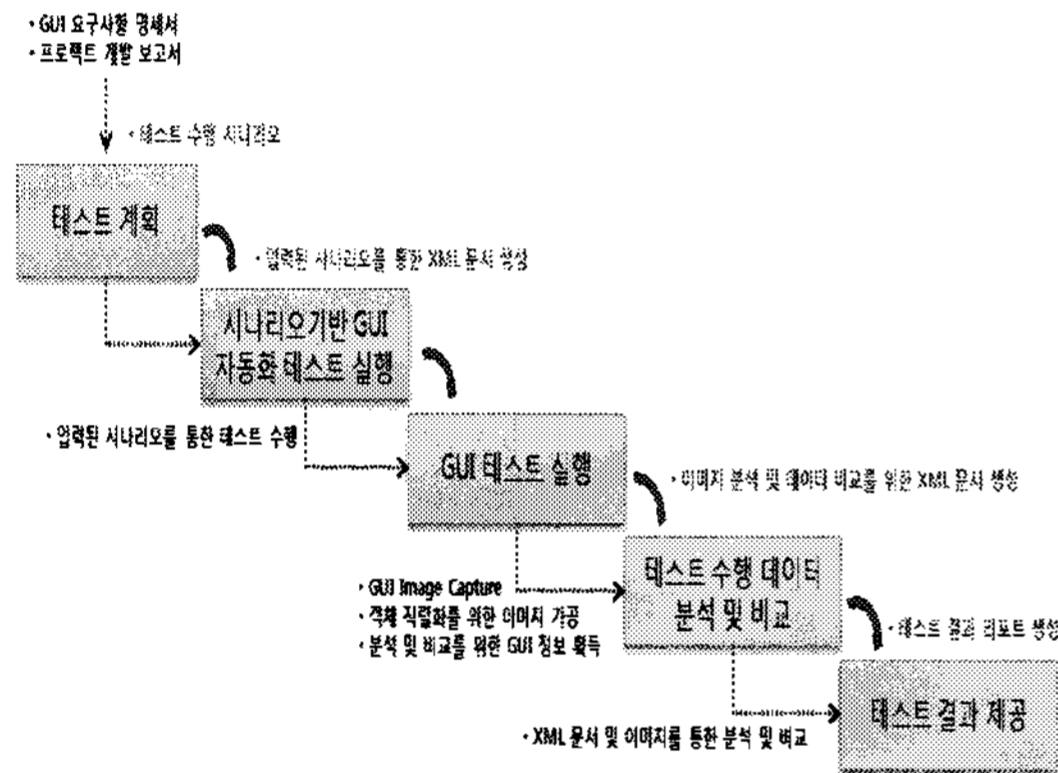 · GUI 요구사항 명세서
· 프로젝트 개발 보고서
· 테스트 수행 시나리오
테스트 계획
· 입력된 시나리오를 통한 XML 문서 생성
시나리오기반 GUI
자동화 테스트 실행
· 입력된 시나리오를 통한 테스트 수행
GUI 테스트 실행
· 이미지 분석 및 데이터 비교를 위한 XML 문서 생성
· GUI Image Capture
· 객체 직렬화를 위한 이미지 가공
· 분석 및 비교를 위한 GUI 정보 획득
테스트 수행 데이터
분석 및 비교
· 테스트 결과 리포트 생성
· XML 문서 및 이미지를 통한 분석 및 비교
테스트 결과 제공